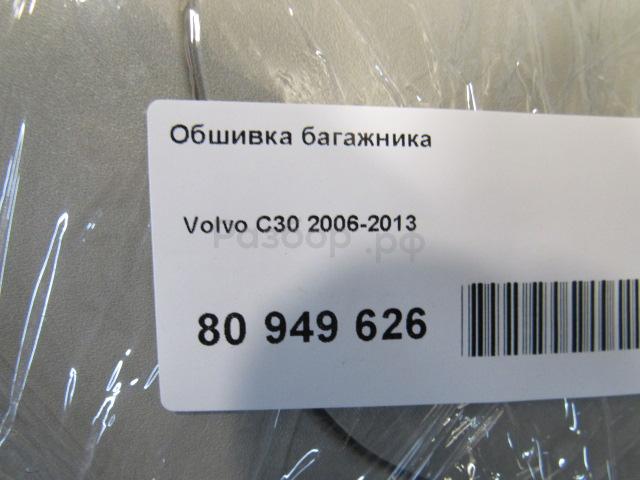 Обшивка багажника
Volvo C30 2006-2013
Разбор.рф
80 949 626